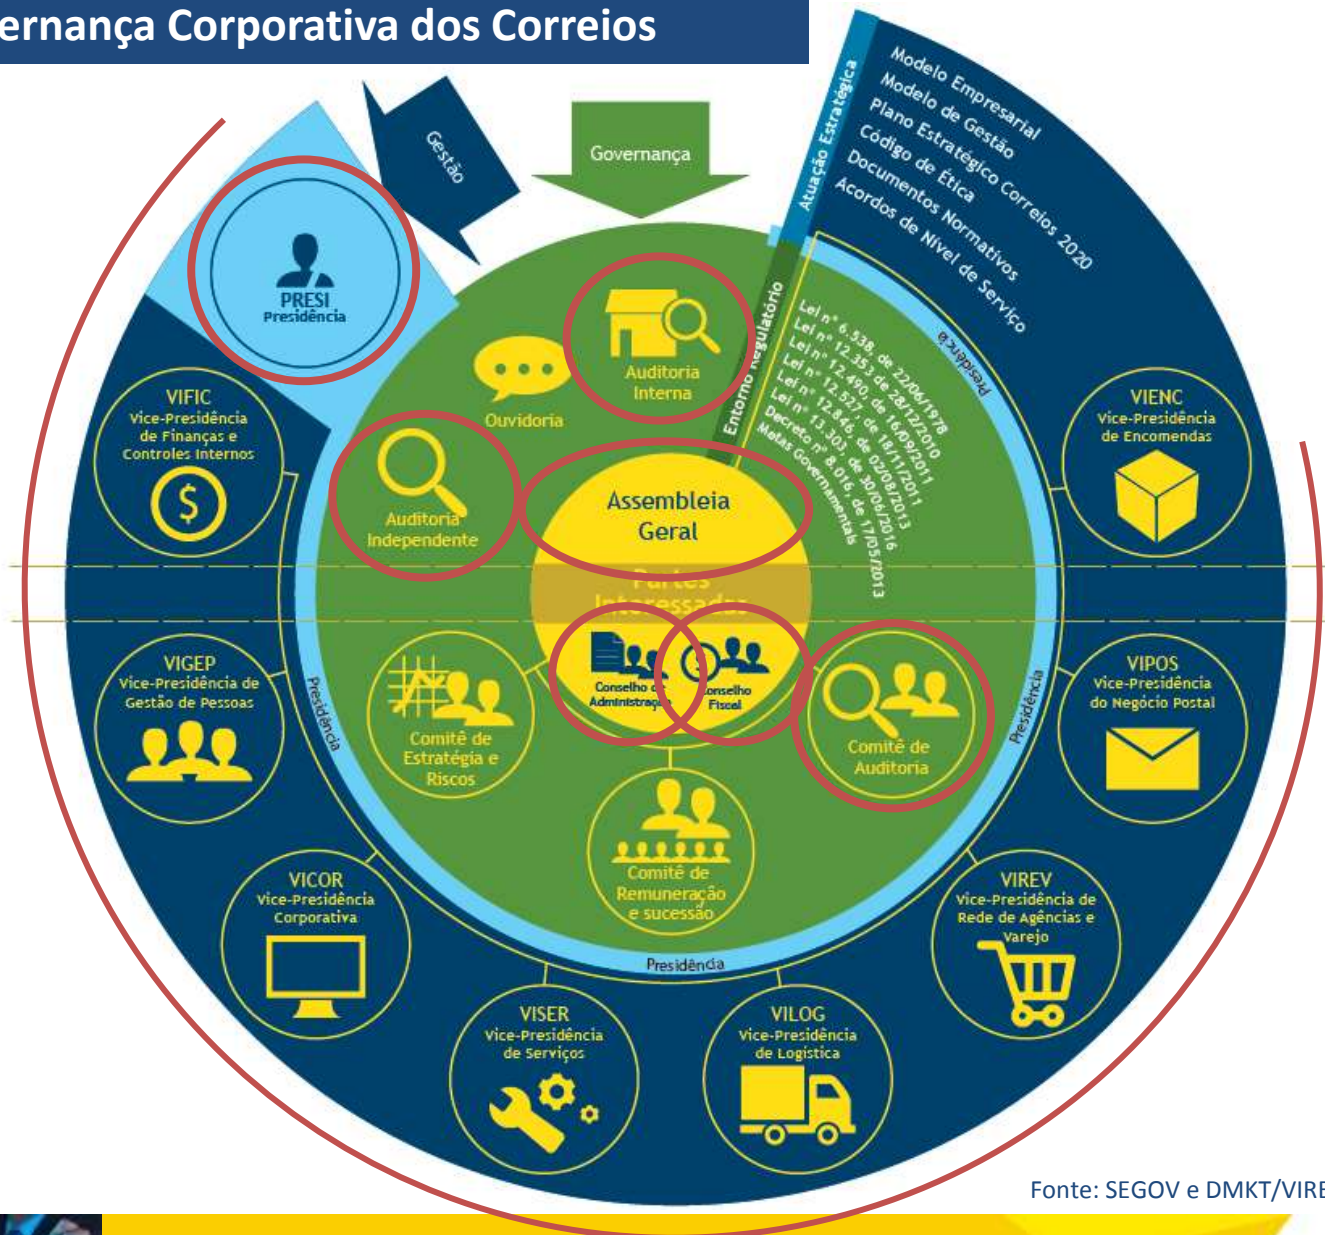 ernança Corporativa dos Correios
Gestão
Governança
Atuação Estratégica
Modelo Empresarial
Modelo de Gestão
Plano Estratégico Correios 2020
Código de Ética
Documentos Normativos
Acordos de Nível de Serviço
PRESI
Presidência
Entorno Regulatório
Lei nº 6.538, de 22/06/1978
Lei nº 12.353 de 28/12/2010
Lei nº 12.490, de 16/09/2011
Lei nº 12.527, de 18/11/2011
Lei nº 12.846, de 02/08/2013
Lei nº 13.303, de 30/06/2016
Decreto nº 8.016, de 17/05/2013
Metas Governamentais
Presidência
Auditoria
Interna
Ouvidoria
Auditoria
Independente
Assembleia
Geral
Partes
Interessadas
Conselho de
Administração
Conselho
Fiscal
Comitê de
Estratégia e
Riscos
Comitê de
Auditoria
Comitê de
Remuneração
e sucessão
Presidência
Presidência
Presidência
VIFIC
Vice-Presidência
de Finanças e
Controles Internos
$
VIENC
Vice-Presidência
de Encomendas
VIGEP
Vice-Presidência de
Gestão de Pessoas
VIPOS
Vice-Presidência
do Negócio Postal
VICOR
Vice-Presidência
Corporativa
VIREV
Vice-Presidência de
Rede de Agências e
Varejo
VISER
Vice-Presidência
de Serviços
VILOG
Vice-Presidência
de Logística
Fonte: SEGOV e DMKT/VIRE